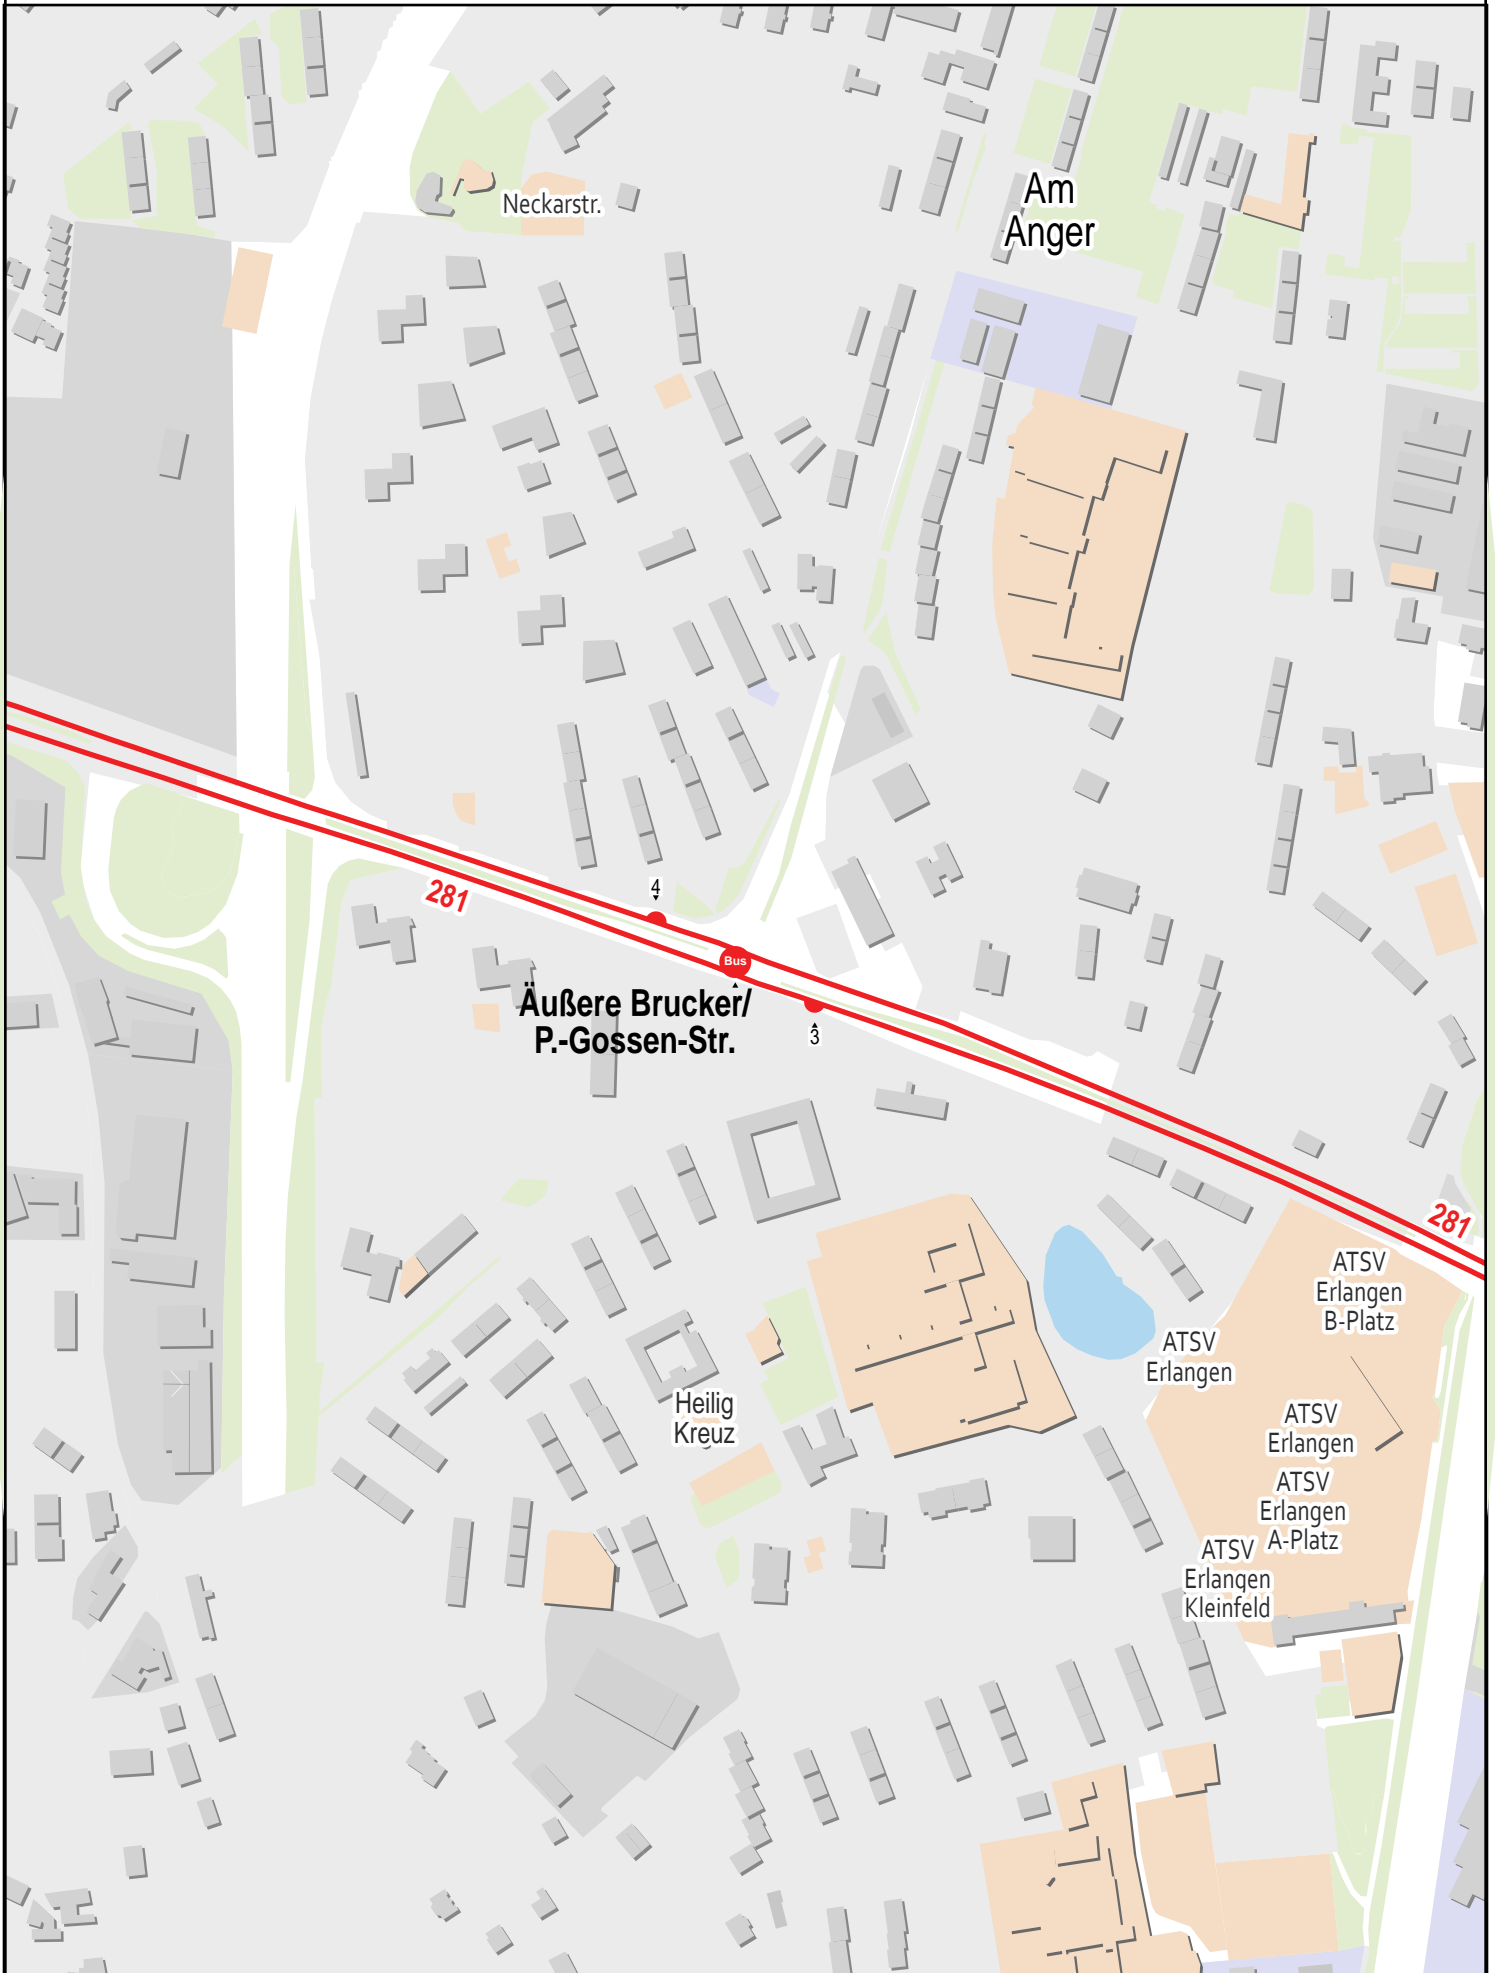 Am
Anger
Neckarstr.
281
4
Bus
Äußere Brucker/
P.-Gossen-Str.
3
281
ATSV
Erlangen
B-Platz
ATSV
Erlangen
Heilig
Kreuz
ATSV
Erlangen
ATSV
Erlangen
A-Platz
ATSV
Erlangen
Kleinfeld